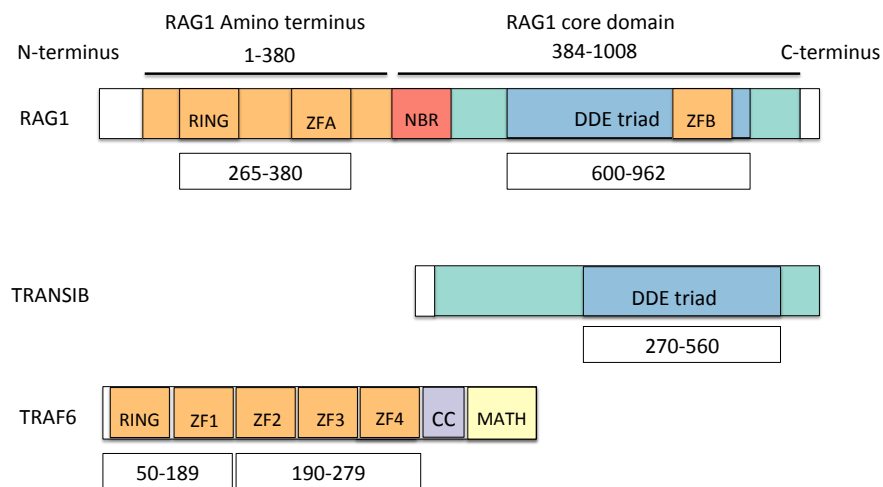 RAG1 Amino terminus
RAG1 core domain
N-terminus
1-380
384-1008
C-terminus
RAG1
RING
ZFA
NBR
DDE triad
ZFB
265-380
600-962
TRANSIB
DDE triad
270-560
TRAF6
RING
ZF1
ZF2
ZF3
ZF4
CC
MATH
50-189
190-279